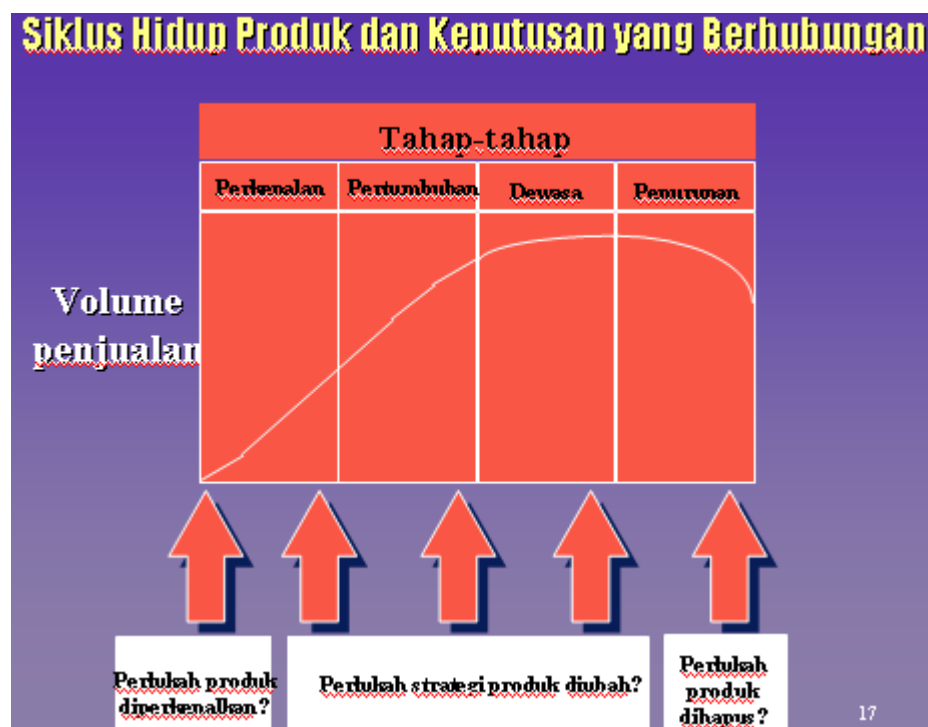 Siklus Hidup Produk dan Keputusan yang Berhubungan
Tahap-tahap
Perkenalan
Pertumbuhan
Dewasa
Penurunan
Volume
penjualan
Perlukah produk
diperkenalkan?
Perlukah strategi produk diubah?
Perlukah
produk
dihapus?
17